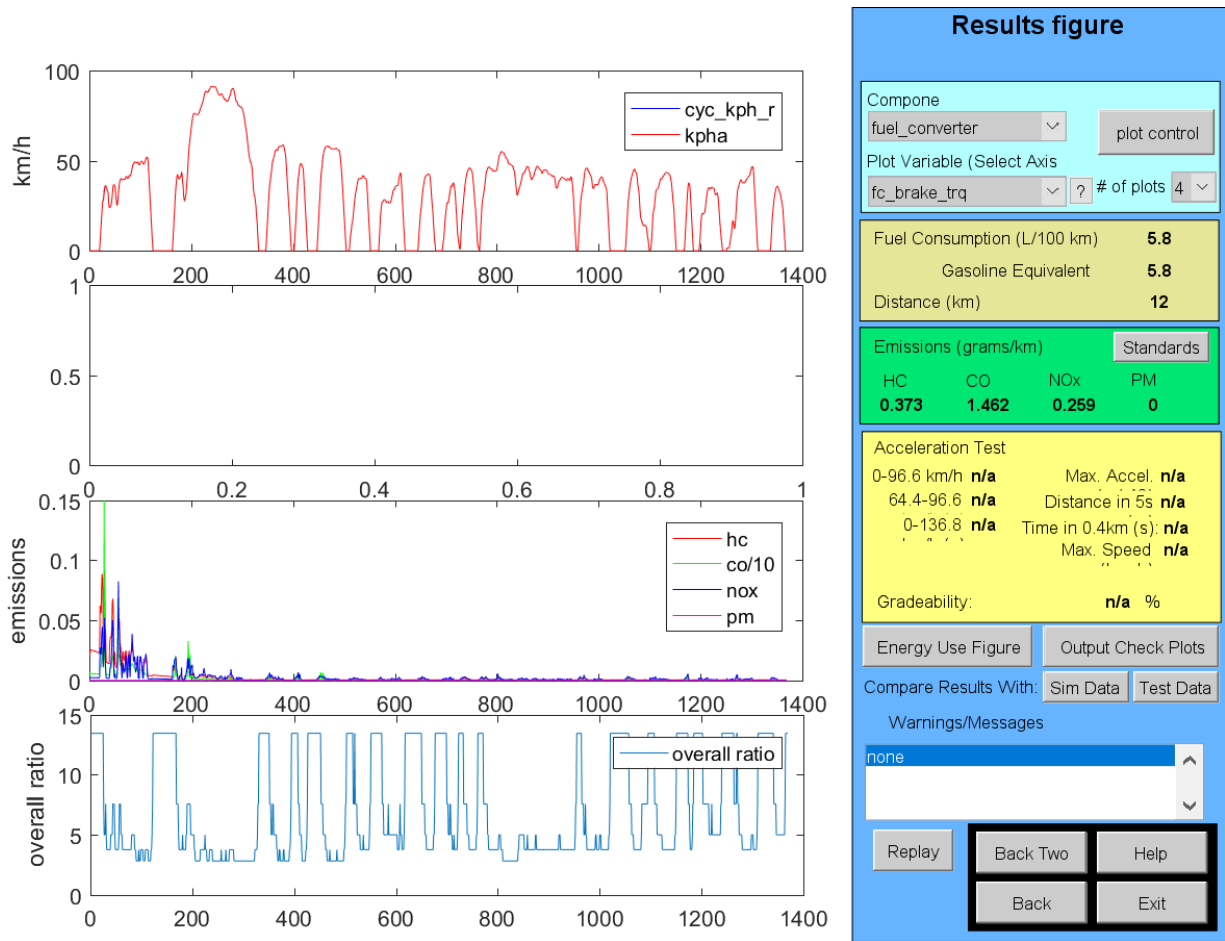 Results figure
100
50
0
km/h
cyc_kph_r
kpha
0 200 400 600 800 1000 1200 1400
1
0.5
0
0 0.2 0.4 0.6 0.8 1
0.15
0.1
0.05
0
emissions
hc
co/10
nox
pm
0 200 400 600 800 1000 1200 1400
15
10
5
0
overall ratio
overall ratio
0 200 400 600 800 1000 1200 1400
Compone
fuel_converter
plot control
Plot Variable (Select Axis
fc_brake_trq ? # of plots 4
Fuel Consumption (L/100 km) 5.8
Gasoline Equivalent 5.8
Distance (km) 12
Emissions (grams/km) Standards
HC CO NOx PM
0.373 1.462 0.259 0
Acceleration Test
0-96.6 km/h n/a Max. Accel. n/a
64.4-96.6 n/a Distance in 5s n/a
0-136.8 n/a Time in 0.4km (s): n/a
Max. Speed n/a
Gradeability: n/a %
Energy Use Figure Output Check Plots
Compare Results With: Sim Data Test Data
Warnings/Messages
none
Replay Back Two Help
Back Exit